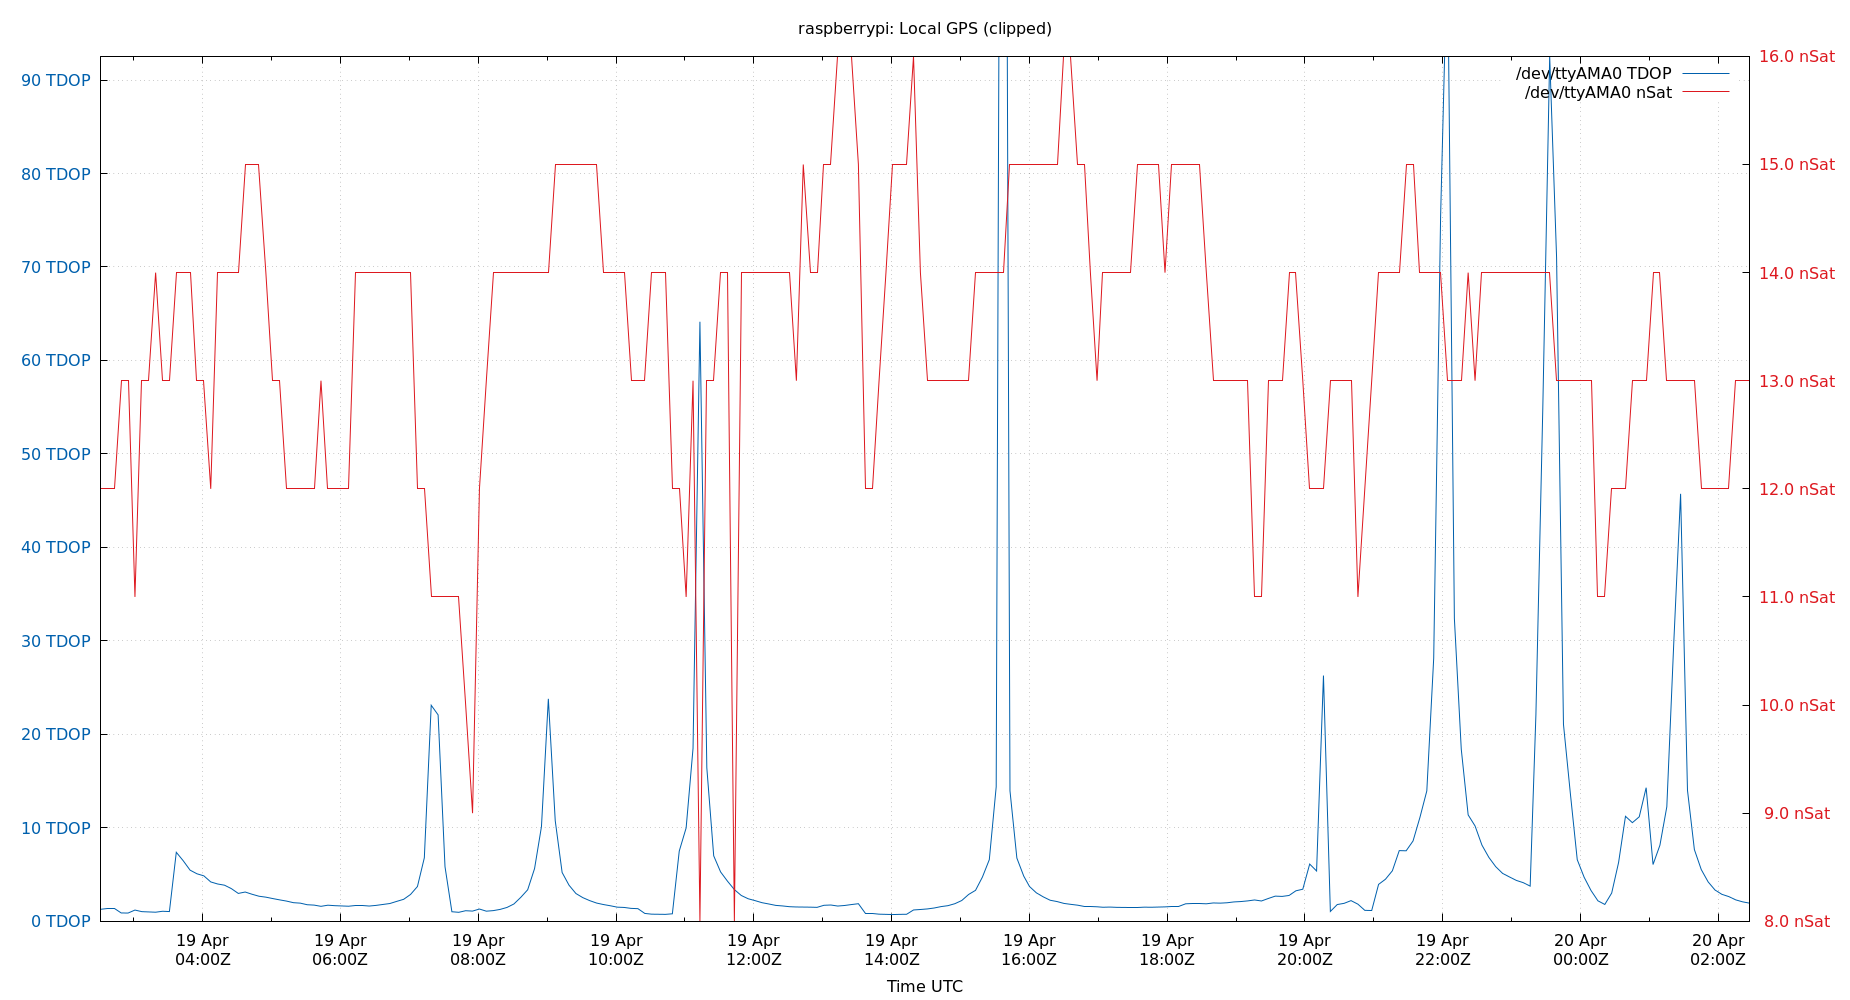 raspberrypi: Local GPS (clipped)
90 TDOP
80 TDOP
70 TDOP
60 TDOP
50 TDOP
40 TDOP
30 TDOP
20 TDOP
10 TDOP
0 TDOP
/dev/ttyAMA0 TDOP
/dev/ttyAMA0 nSat
16.0 nSat
15.0 nSat
14.0 nSat
13.0 nSat
12.0 nSat
11.0 nSat
10.0 nSat
9.0 nSat
8.0 nSat
19 Apr 19 Apr 19 Apr 19 Apr 19 Apr 19 Apr 19 Apr 19 Apr 19 Apr 19 Apr 20 Apr 20 Apr
04:00Z 06:00Z 08:00Z 10:00Z 12:00Z 14:00Z 16:00Z 18:00Z 20:00Z 22:00Z 00:00Z 02:00Z
Time UTC